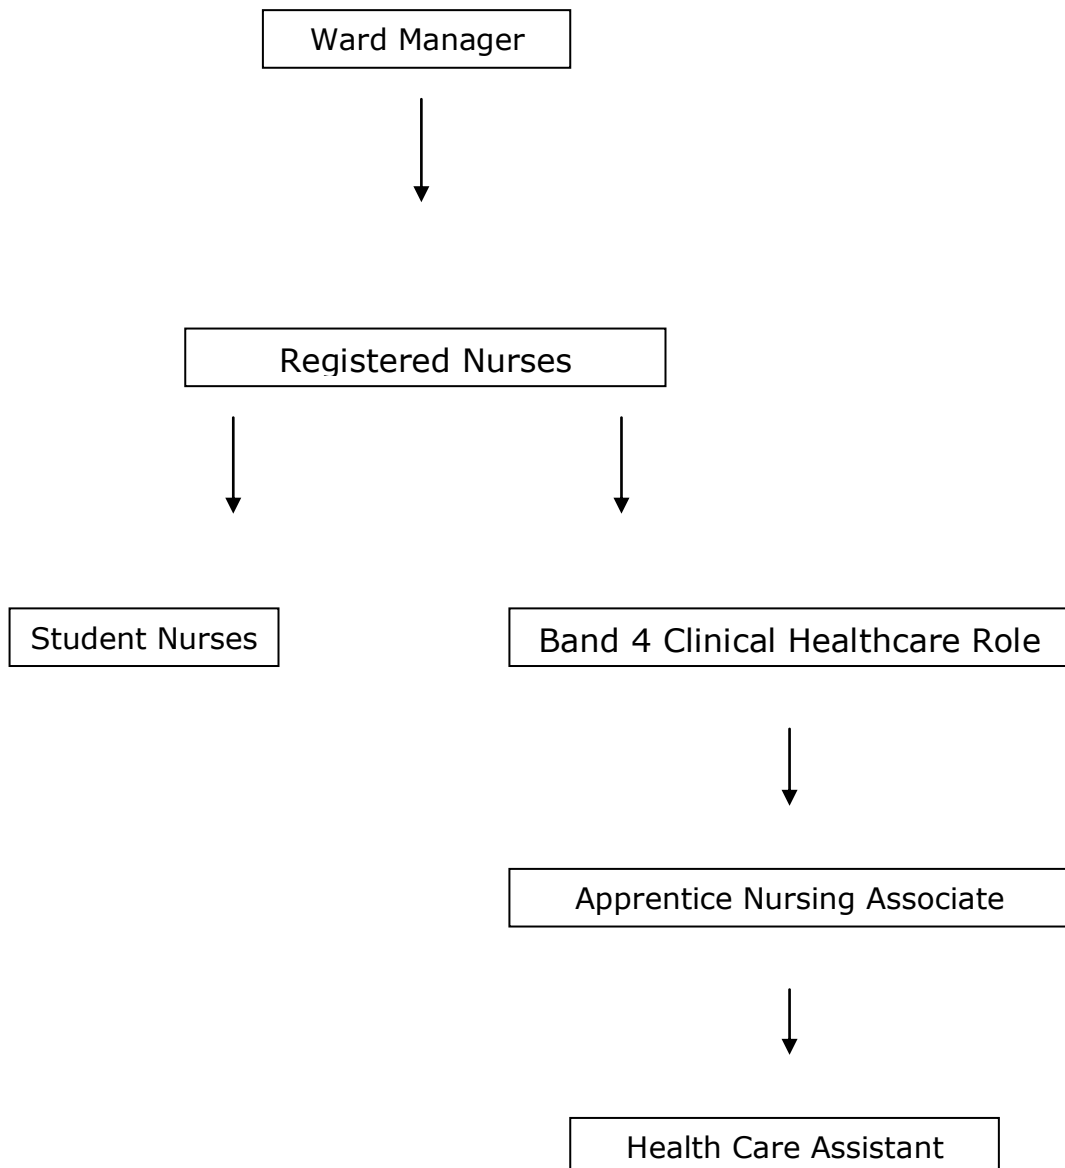 Ward Manager
Registered Nurses
Student Nurses
Band 4 Clinical Healthcare Role
Apprentice Nursing Associate
Health Care Assistant